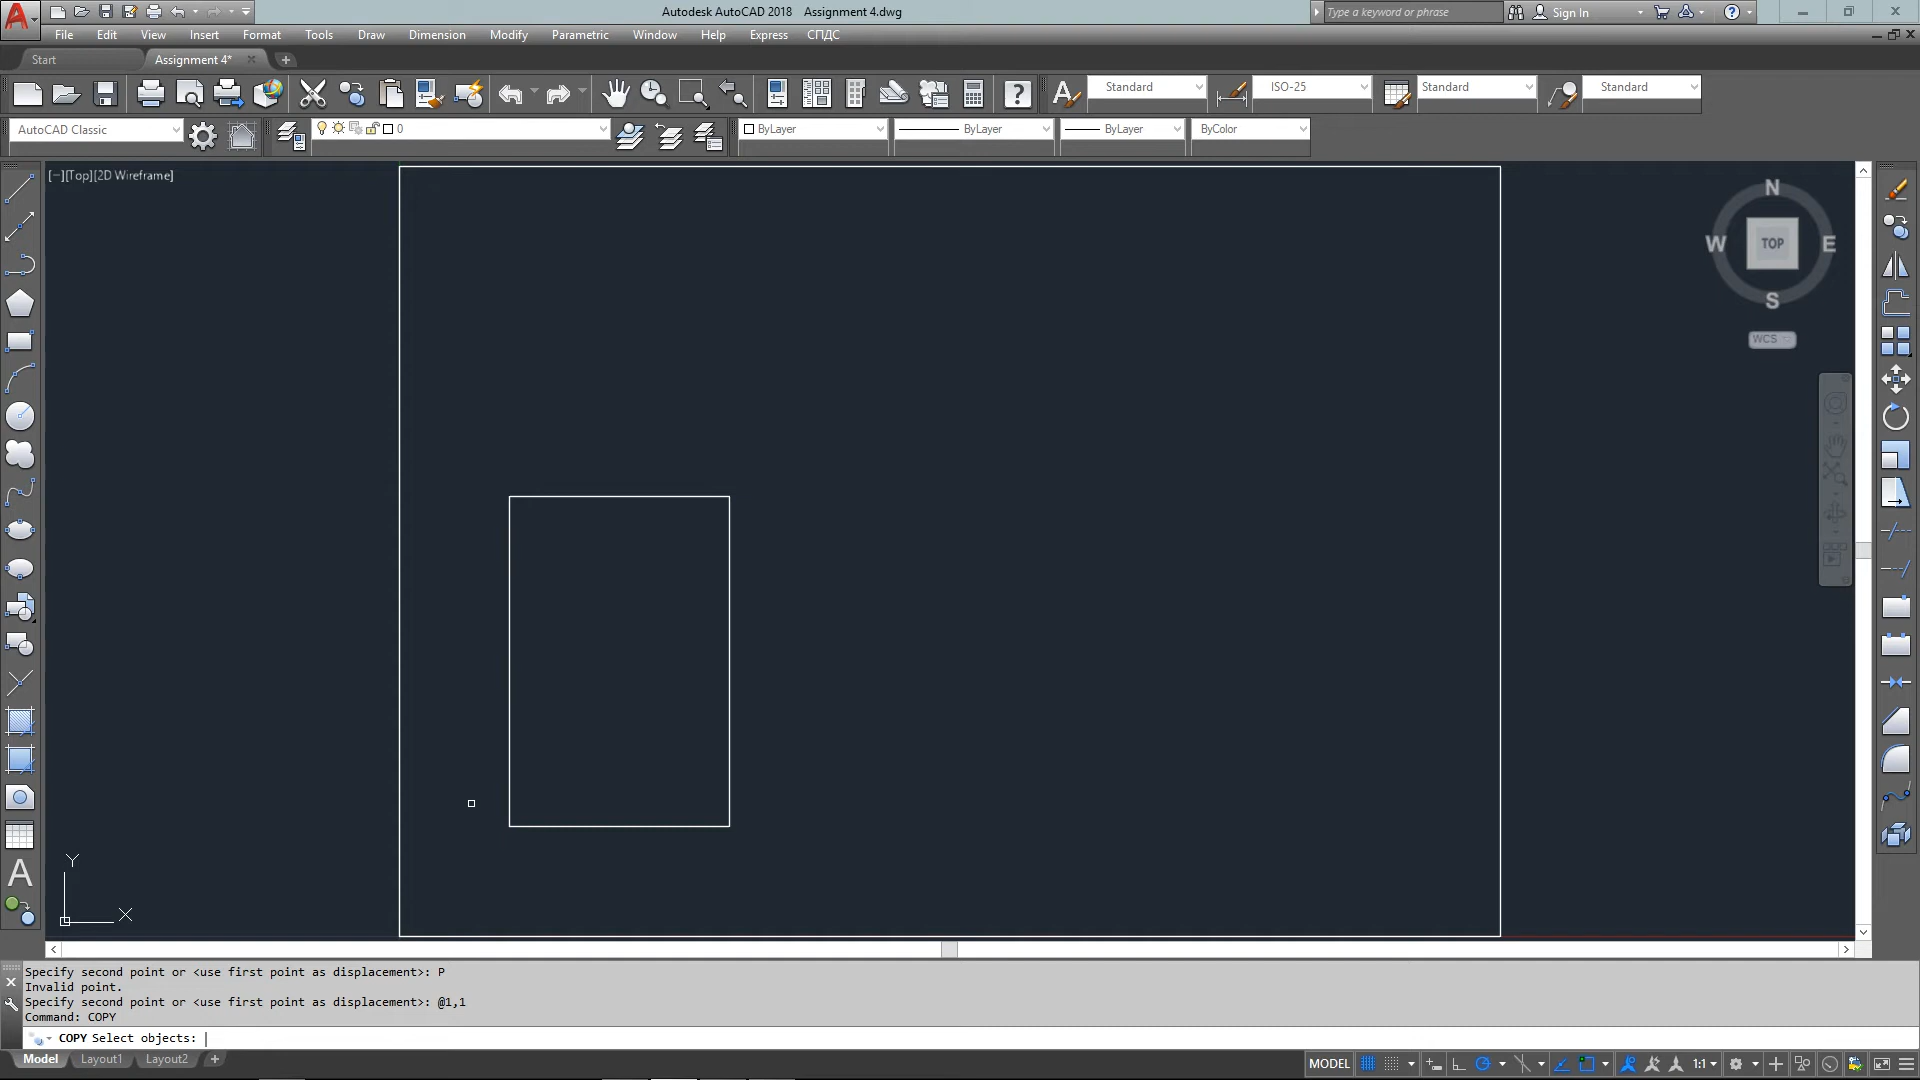 Autodesk AutoCAD 2018 Assignment 4.dwg
Type a keyword or phrase
Sign In
File Edit View Insert Format Tools Draw Dimension Modify Parametric Window Help Express СПДС
Start
Assignment 4*
Standard
ISO-25
Standard
Standard
AutoCAD Classic
0
ByLayer
ByLayer
ByLayer
ByColor
[−][Top][2D Wireframe]
N
W
TOP
E
S
WCS
A
Y
X
Specify second point or <use first point as displacement>: P
Invalid point.
Specify second point or <use first point as displacement>: @1,1
Command: COPY
COPY Select objects:
Model Layout1 Layout2
MODEL
1:1